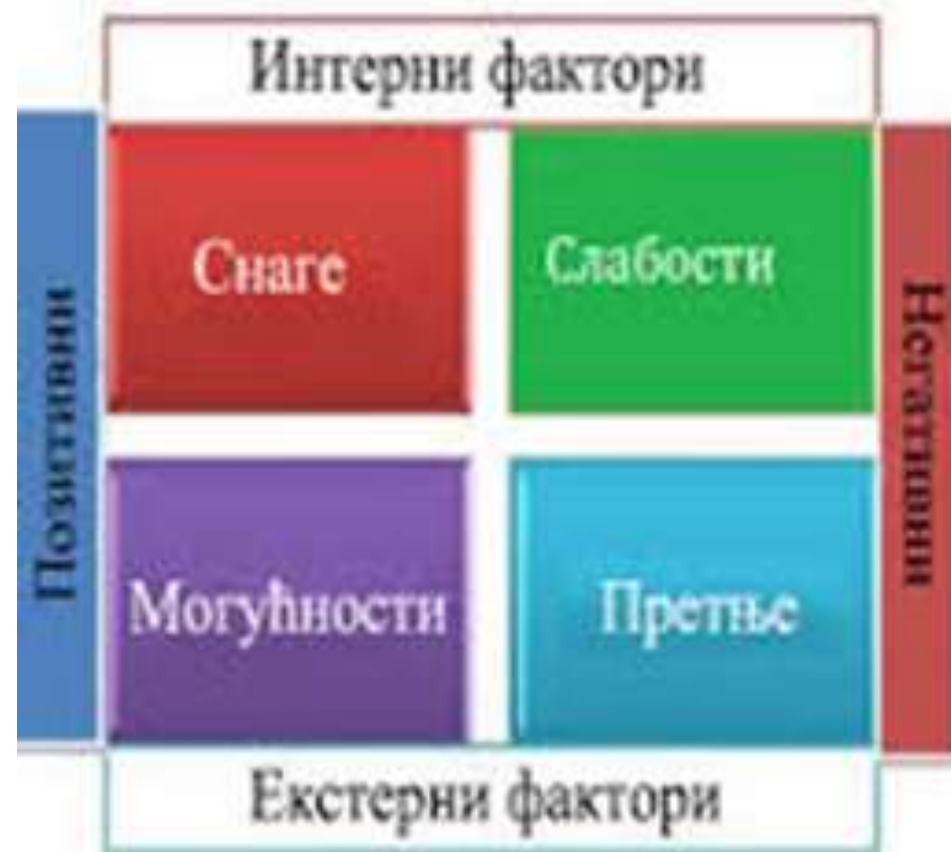 Интерни фактори
Позитивни
Снаге
Слабости
Негативни
Могућности
Претње
Екстерни фактори